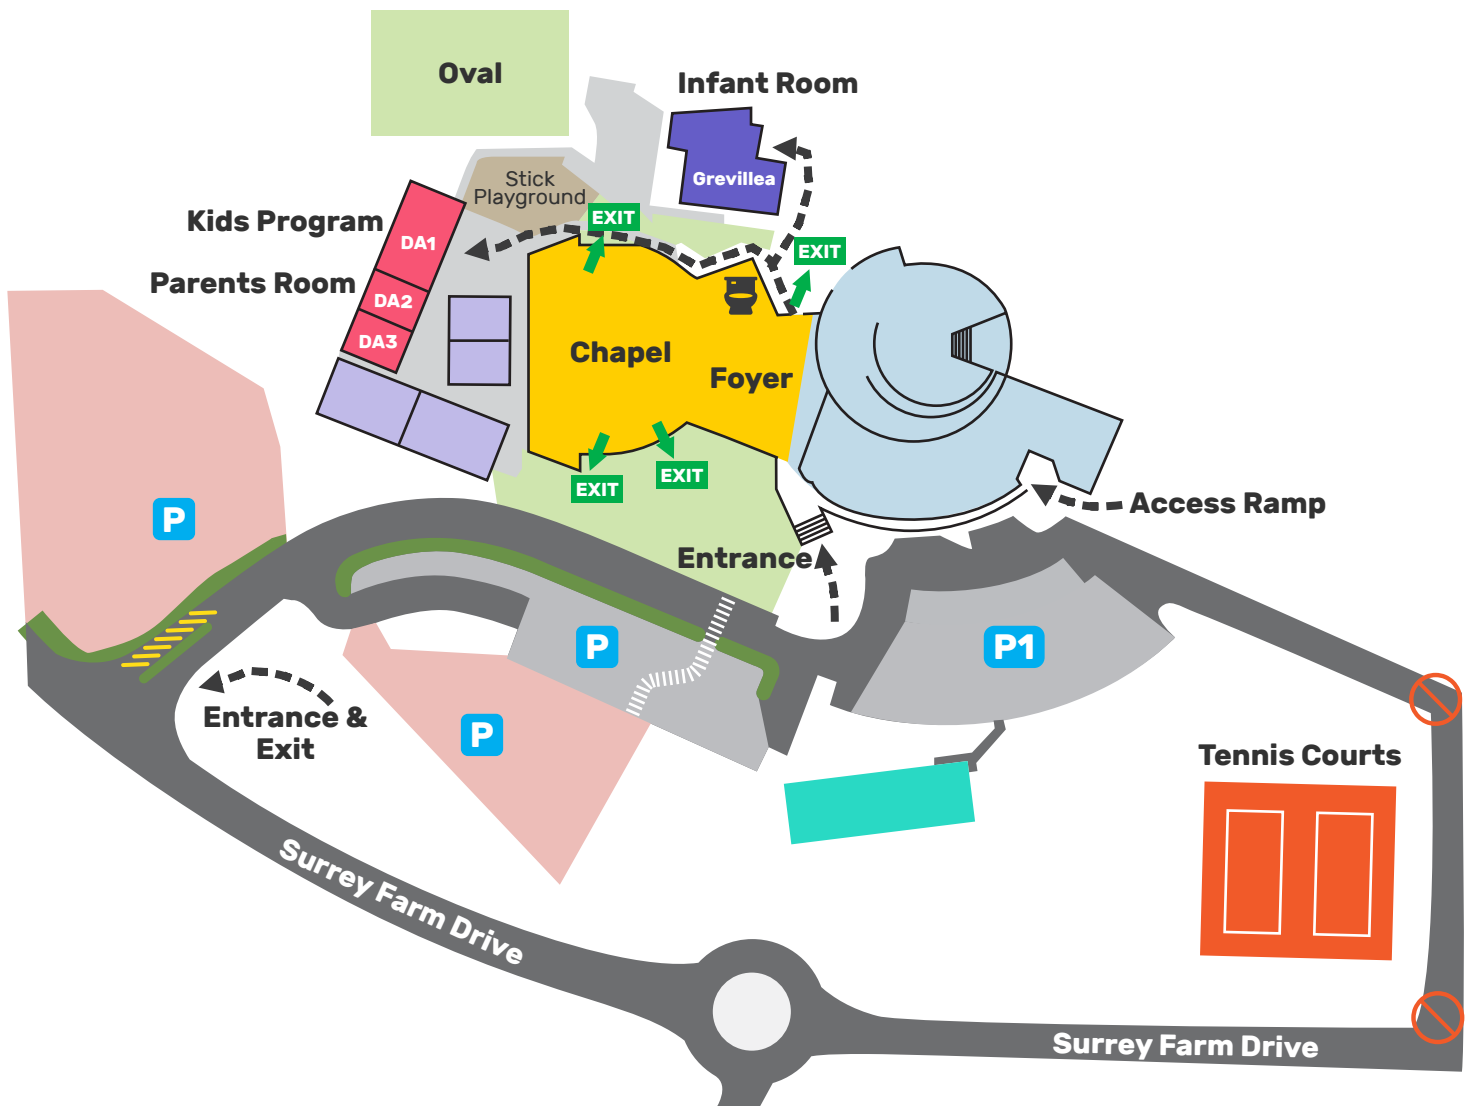 Oval
Infant Room
Grevillea
Stick
Playground
EXIT
EXIT
Kids Program
DA1
Parents Room
DA2
DA3
Chapel
Foyer
EXIT
EXIT
Access Ramp
P
Entrance
P
P1
Entrance &
Exit
P
Tennis Courts
Surrey Farm Drive
Surrey Farm Drive